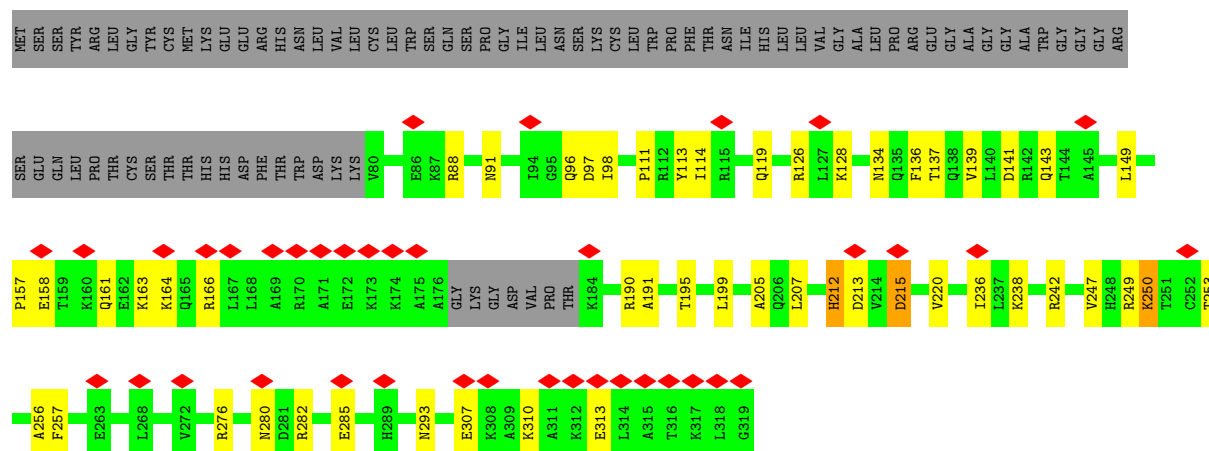 MET SER SER TYR ARG LEU GLY TYR CYS MET LYS GLU GLU ARG HIS ASN LEU VAL LEU CYS LEU TRP SER GLN SER PRO GLY ILE LEU ASN SER LYS CYS LEU TRP PRO PHE THR ASN ILE HIS LEU LEU VAL GLY ALA LEU PRO ARG GLU GLY ALA GLY GLY ALA TRP GLY GLY GLY ARG
SER GLU GLN LEU PRO THR CYS SER THR THR HIS HIS ASP PHE THR TRP ASP LYS LYS V80 E86 K87 R88 N91 I94 G95 Q96 D97 I98 P111 R112 Y113 I114 R115 Q119 R126 L127 K128 N134 Q135 F136 T137 Q138 V139 L140 D141 R142 Q143 T144 A145 L149
P157 E158 T159 K160 Q161 E162 K163 K164 Q165 R166 L167 L168 A169 R170 A171 E172 K173 K174 A175 A176 GLY LYS GLY ASP VAL PRO THR K184 R190 A191 T195 L199 A205 Q206 L207 H212 D213 V214 D215 V220 I236 L237 K238 R242 V247 H248 R249 K250 T251 C252 T253
A256 F257 E263 L268 V272 R276 N280 D281 R282 E285 H289 N293 E307 K308 A309 K310 A311 K312 E313 L314 A315 T316 K317 L318 G319